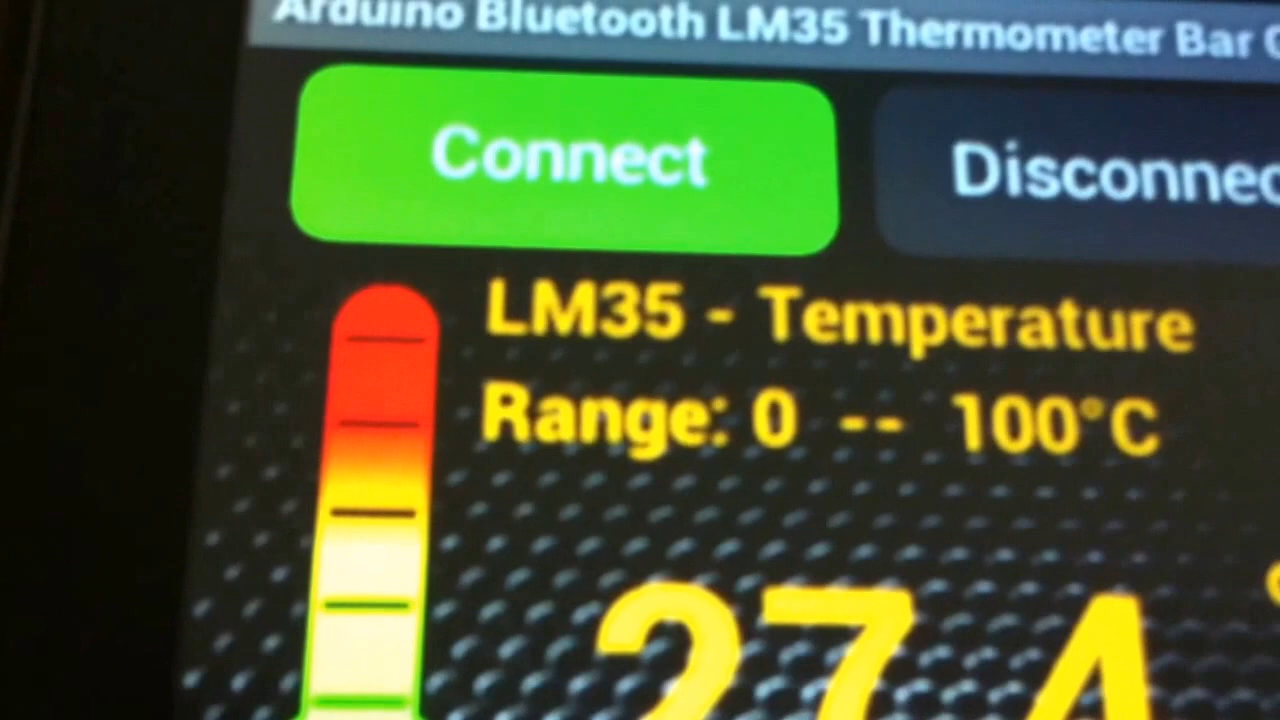 Arduino Bluetooth LM35 Thermometer Bar
Connect
Disconnec
LM35 - Temperature
Range: 0 -- 100°C
27.4